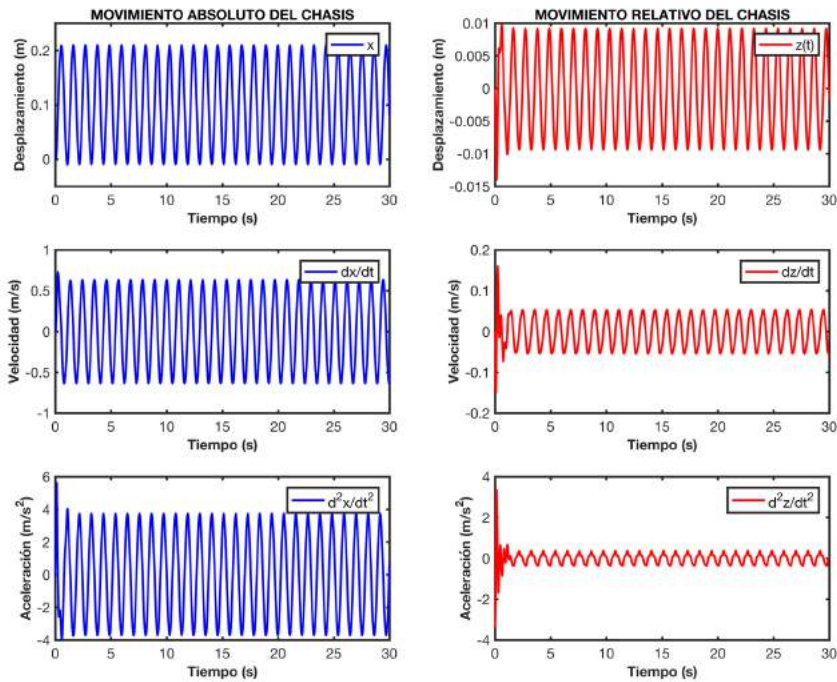 MOVIMIENTO ABSOLUTO DEL CHASIS
Desplazamiento (m)
0.2
0.1
0
x
0 5 10 15 20 25 30
Tiempo (s)
MOVIMIENTO RELATIVO DEL CHASIS
Desplazamiento (m)
0.01
0.005
0
-0.005
-0.01
-0.015
z(t)
0 5 10 15 20 25 30
Tiempo (s)
Velocidad (m/s)
1
0.5
0
-0.5
-1
dx/dt
0 5 10 15 20 25 30
Tiempo (s)
Velocidad (m/s)
0.2
0.1
0
-0.1
-0.2
dz/dt
0 5 10 15 20 25 30
Tiempo (s)
Aceleración (m/s²)
6
4
2
0
-2
-4
d²x/dt²
0 5 10 15 20 25 30
Tiempo (s)
Aceleración (m/s²)
4
2
0
-2
-4
d²z/dt²
0 5 10 15 20 25 30
Tiempo (s)